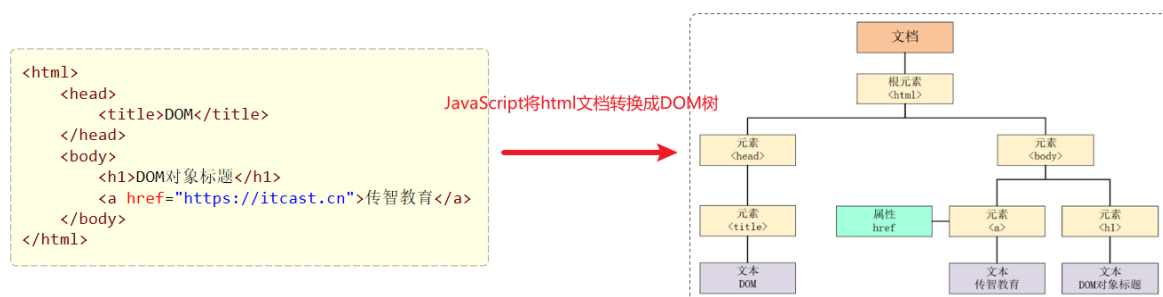 <html>
<head>
<title>DOM</title>
</head>
<body>
<h1>DOM对象标题</h1>
<a href="https://itcast.cn">传智教育</a>
</body>
</html>
JavaScript将html文档转换成DOM树
文档
根元素
<html>
元素
<head>
元素
<body>
元素
<title>
属性
href
元素
<a>
元素
<h1>
文本
DOM
文本
传智教育
文本
DOM对象标题